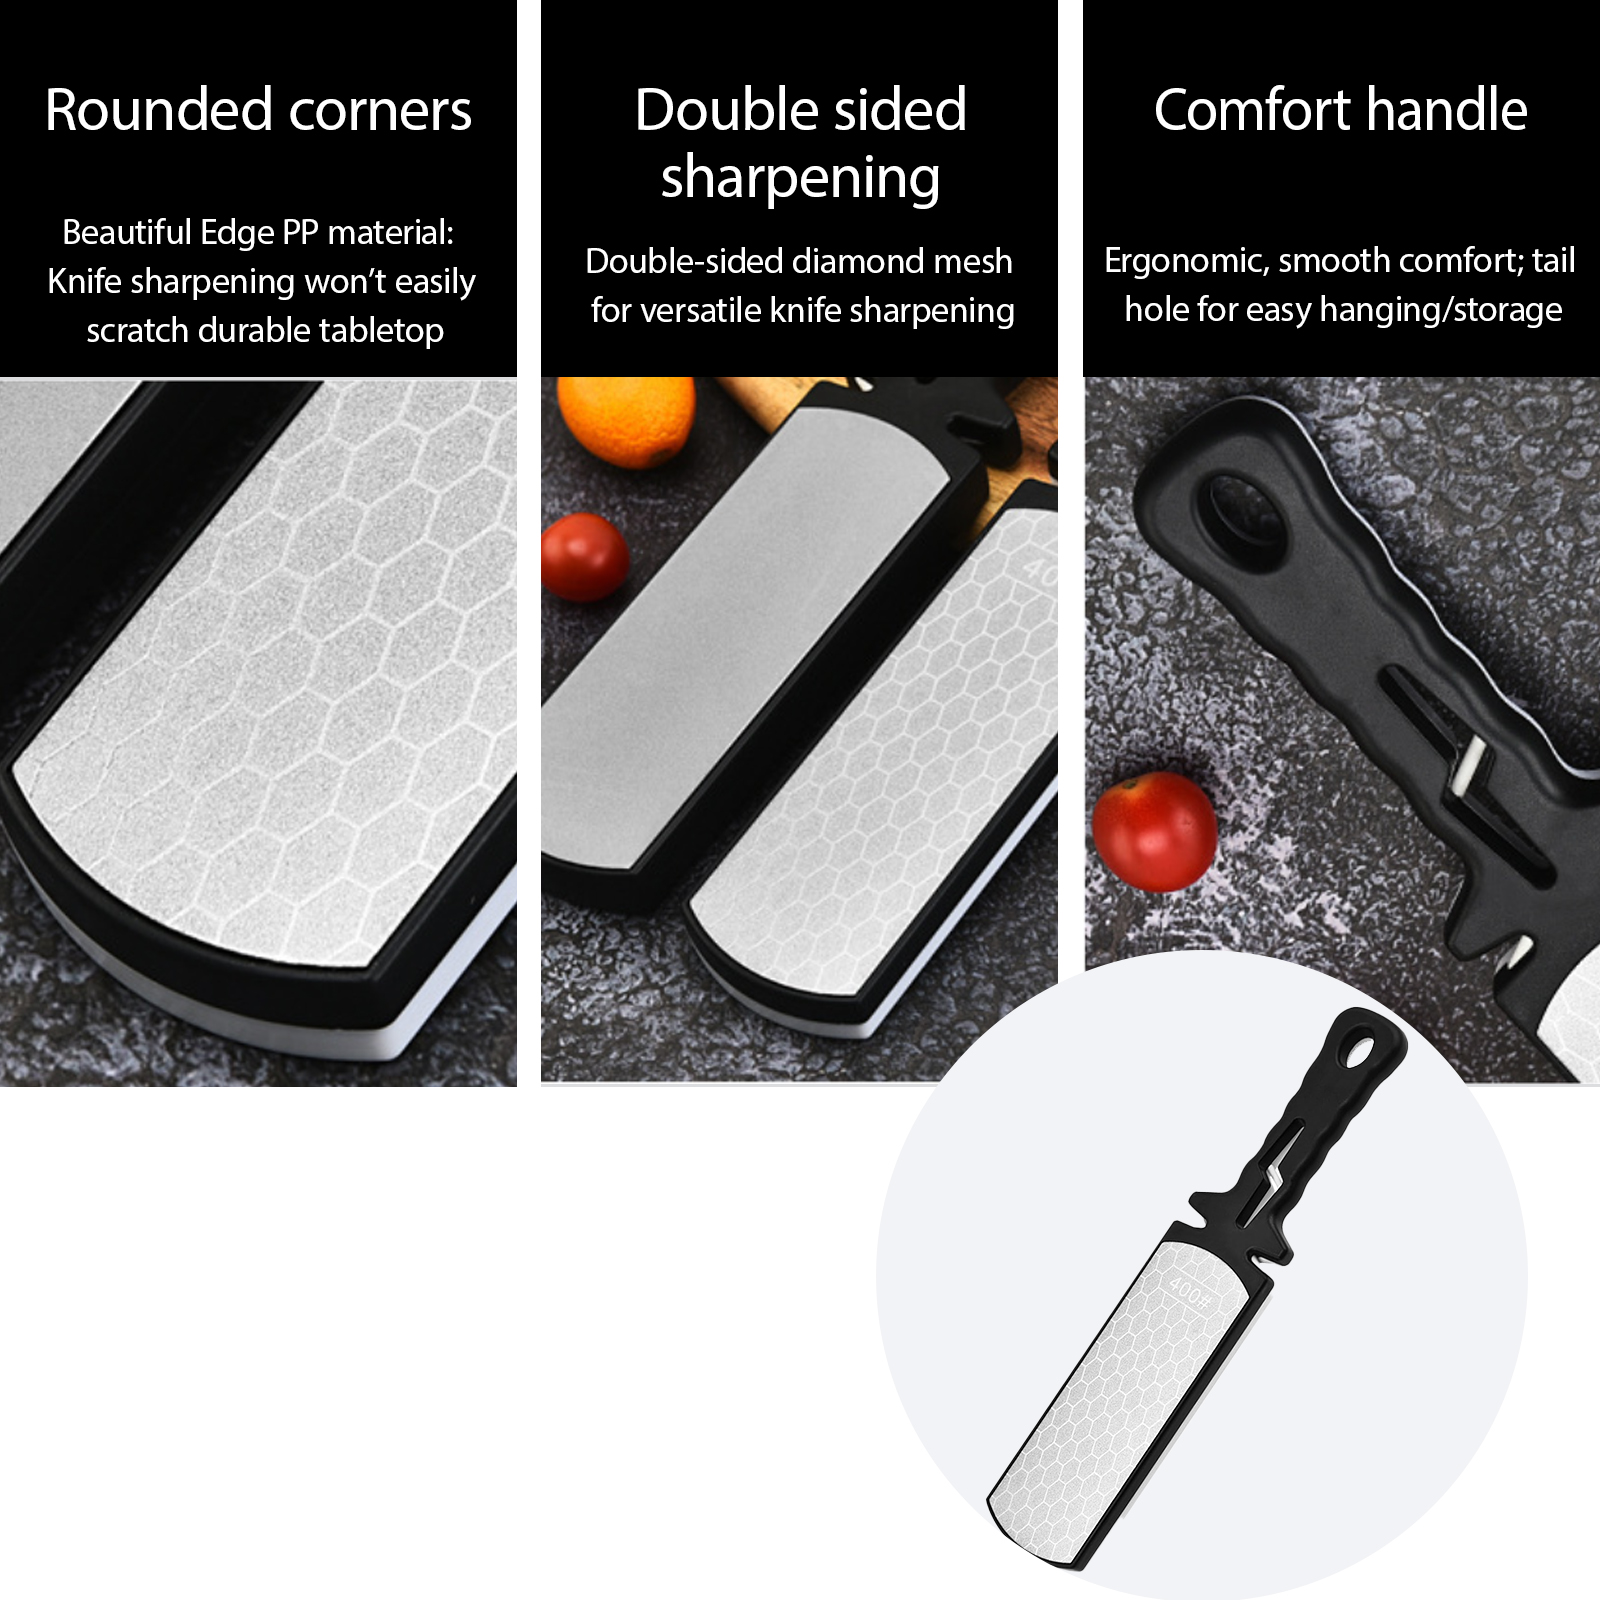 Rounded corners
Beautiful Edge PP material:
Knife sharpening won’t easily
scratch durable tabletop
Double sided
sharpening
Double-sided diamond mesh
for versatile knife sharpening
40
Comfort handle
Ergonomic, smooth comfort; tail
hole for easy hanging/storage
400#